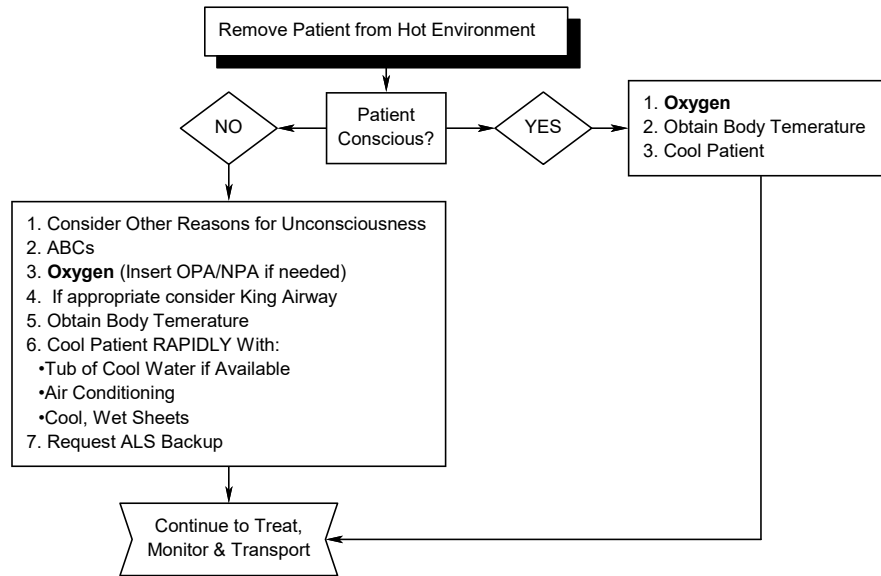 Remove Patient from Hot Environment
Patient
Conscious?
NO
YES
1. Oxygen
2. Obtain Body Temerature
3. Cool Patient
1. Consider Other Reasons for Unconsciousness
2. ABCs
3. Oxygen (Insert OPA/NPA if needed)
4. If appropriate consider King Airway
5. Obtain Body Temerature
6. Cool Patient RAPIDLY With:
•Tub of Cool Water if Available
•Air Conditioning
•Cool, Wet Sheets
7. Request ALS Backup
Continue to Treat,
Monitor & Transport